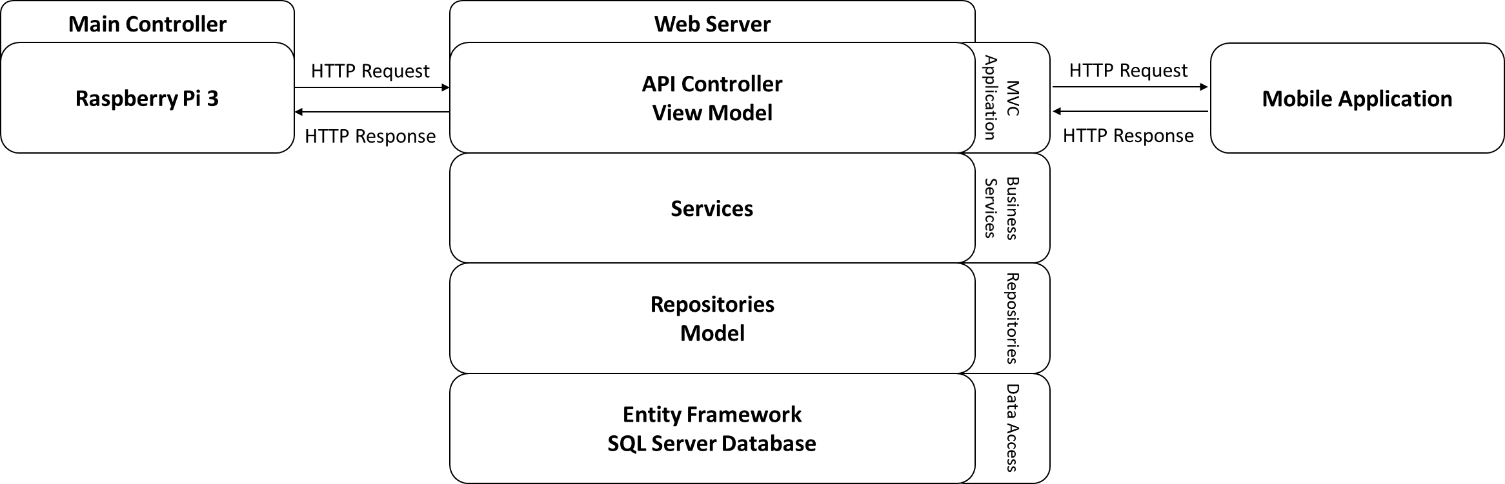 Main Controller
Raspberry Pi 3
HTTP Request
HTTP Response
Web Server
API Controller
View Model
MVC
Application
Services
Business
Services
Repositories
Model
Repositories
Entity Framework
SQL Server Database
Data Access
HTTP Request
HTTP Response
Mobile Application